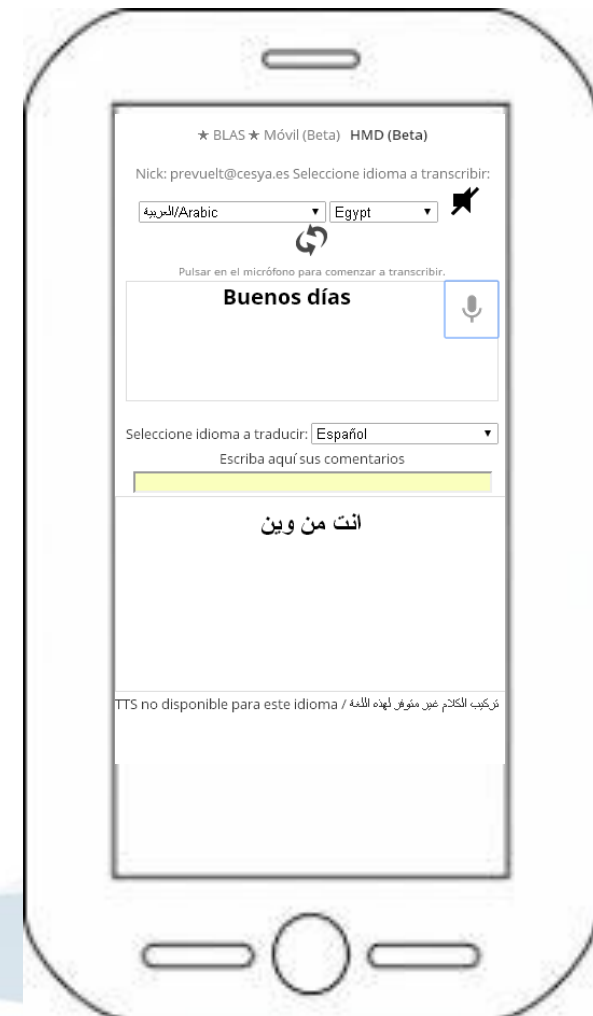 ★ BLAS ★ Móvil (Beta) HMD (Beta)
Nick: prevuelt@cesya.es Seleccione idioma a transcribir:
العربية/Arabic Egypt
Pulsar en el micrófono para comenzar a transcribir.
Buenos días
Seleccione idioma a traducir: Español
Escriba aquí sus comentarios
انت من وين
TTS no disponible para este idioma / تركيب الكلام غير متوفر لهذه اللغة